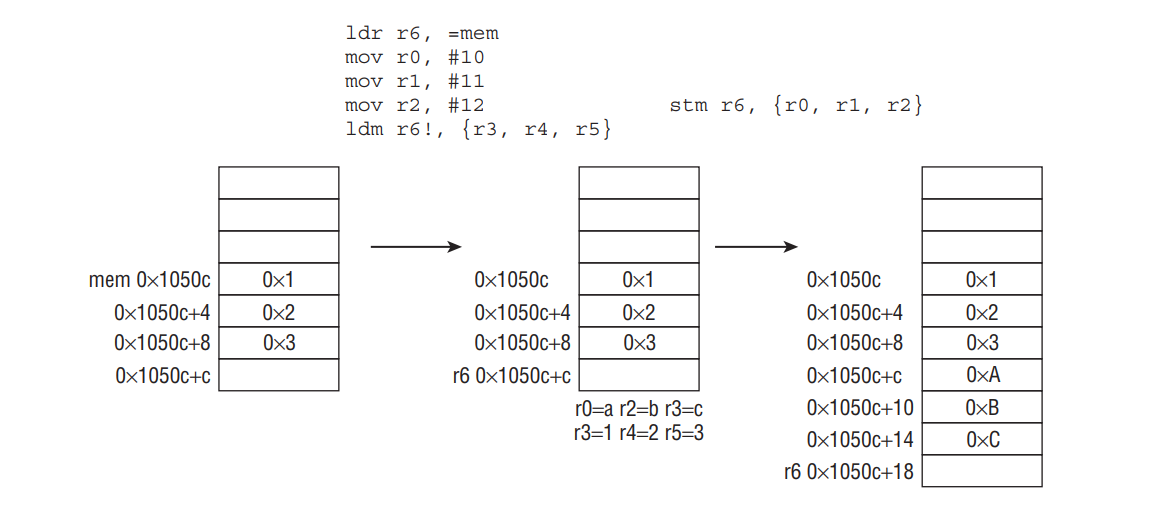 ldr r6, =mem
mov r0, #10
mov r1, #11
mov r2, #12
stm r6, {r0, r1, r2}
ldm r6!, {r3, r4, r5}
mem 0×1050c 0×1
0×1050c+4 0×2
0×1050c+8 0×3
0×1050c+c
0×1050c 0×1
0×1050c+4 0×2
0×1050c+8 0×3
r6 0×1050c+c
r0=a r2=b r3=c
r3=1 r4=2 r5=3
0×1050c 0×1
0×1050c+4 0×2
0×1050c+8 0×3
0×1050c+c 0×A
0×1050c+10 0×B
0×1050c+14 0×C
r6 0×1050c+18